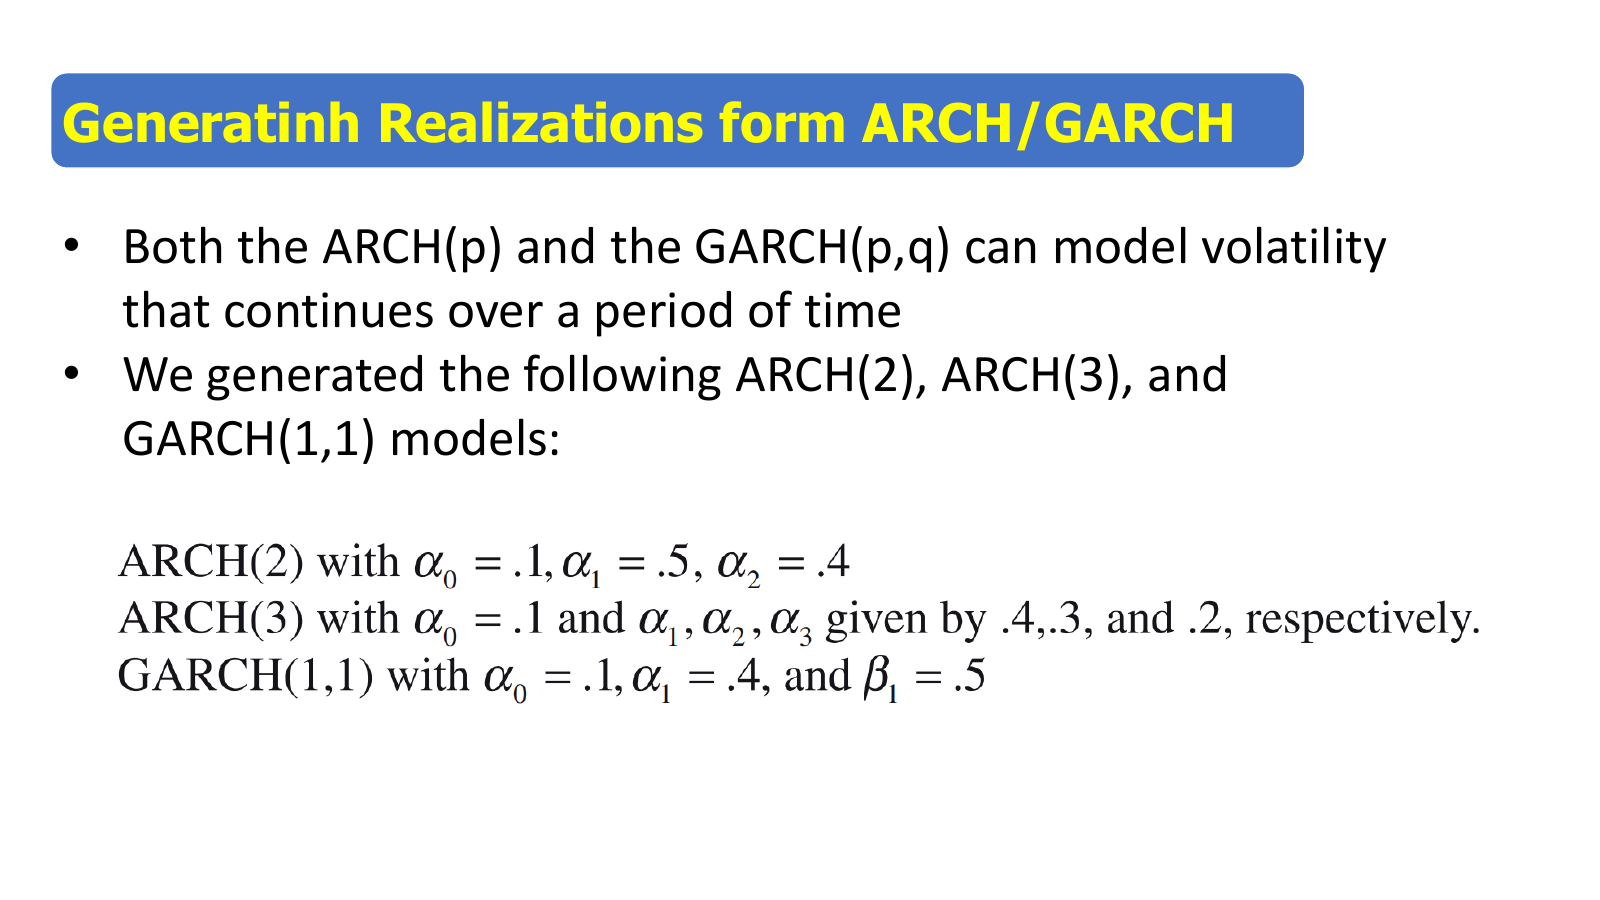 Generatinh Realizations form ARCH/GARCH
• Both the ARCH(p) and the GARCH(p,q) can model volatility
that continues over a period of time
• We generated the following ARCH(2), ARCH(3), and
GARCH(1,1) models:
ARCH(2) with α₀ = .1, α₁ = .5, α₂ = .4
ARCH(3) with α₀ = .1 and α₁, α₂, α₃ given by .4,.3, and .2, respectively.
GARCH(1,1) with α₀ = .1, α₁ = .4, and β₁ = .5